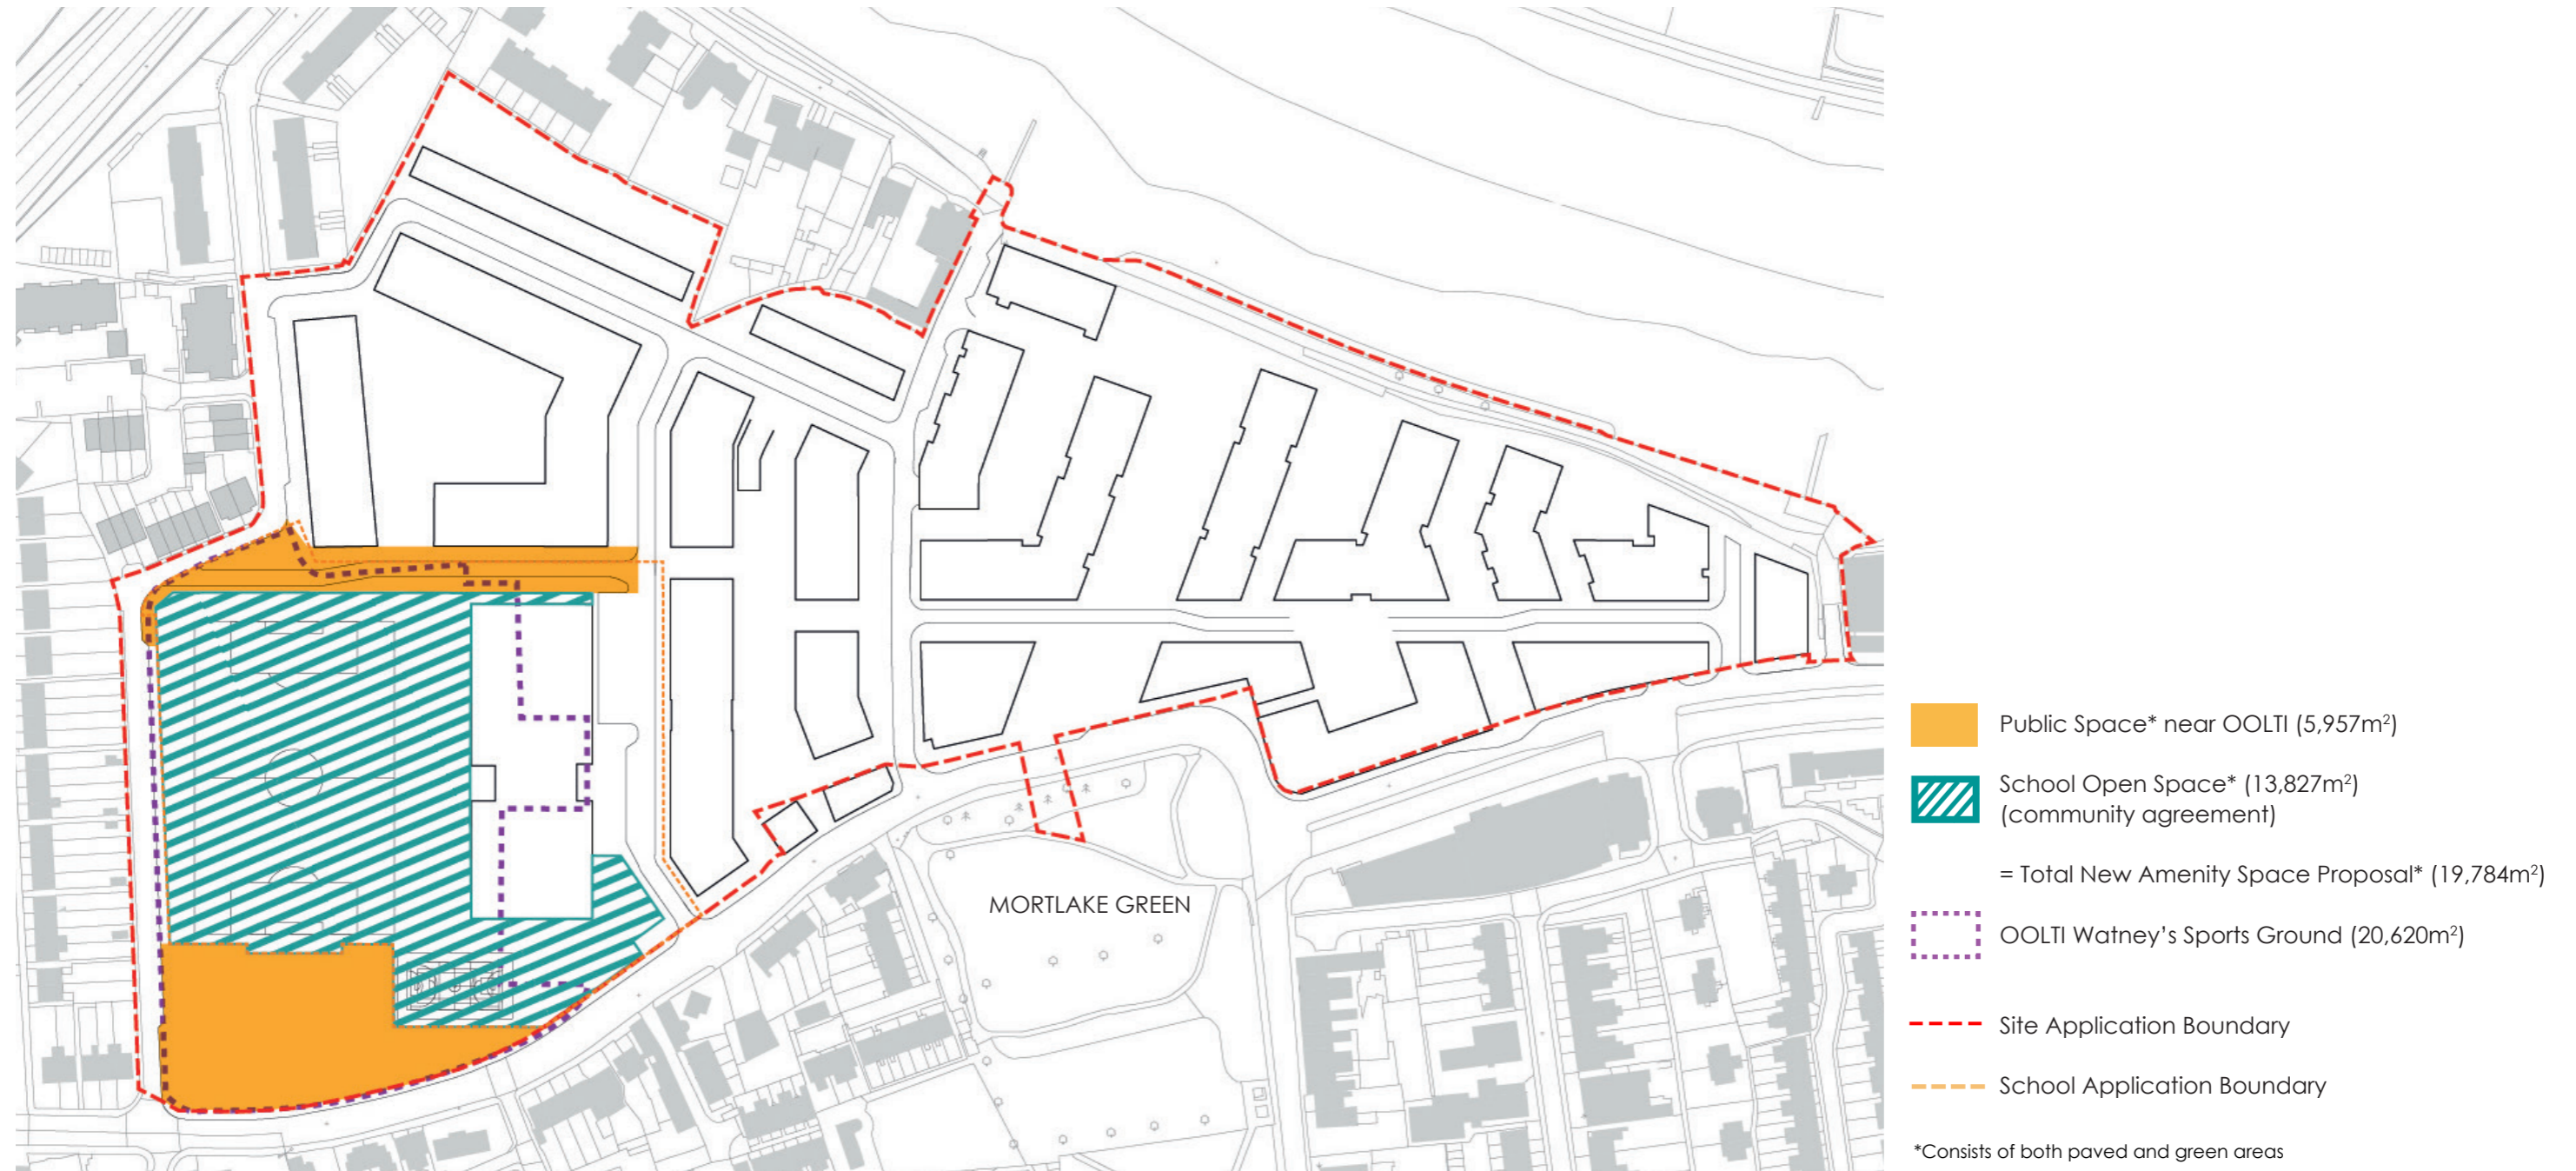 MORTLAKE GREEN
Public Space* near OOLTI (5,957m²)
School Open Space* (13,827m²)
(community agreement)
= Total New Amenity Space Proposal* (19,784m²)
OOLTI Watney's Sports Ground (20,620m²)
Site Application Boundary
School Application Boundary
*Consists of both paved and green areas